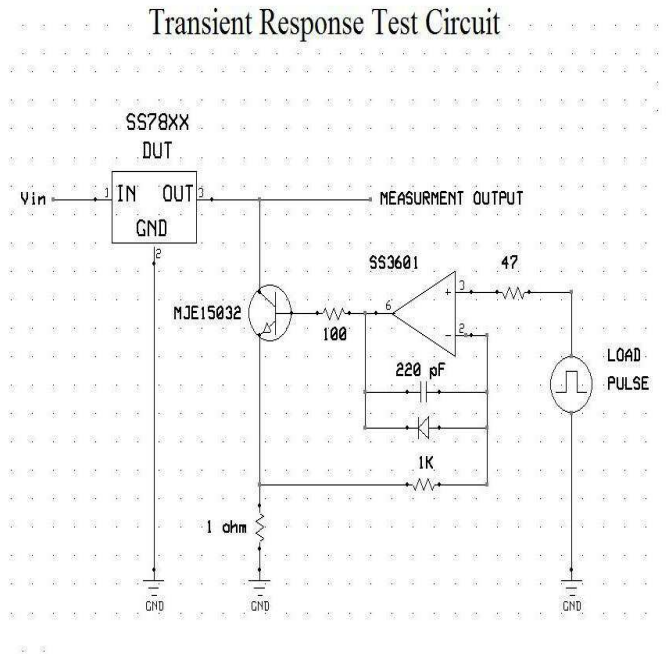 Transient Response Test Circuit
SS78XX
DUT
Vin
1
IN
OUT
3
GND
2
MEASURMENT OUTPUT
SS3601
47
MJE15032
100
6
+
3
-
2
220 pF
LOAD
PULSE
1K
1 ohm
GND
GND
GND